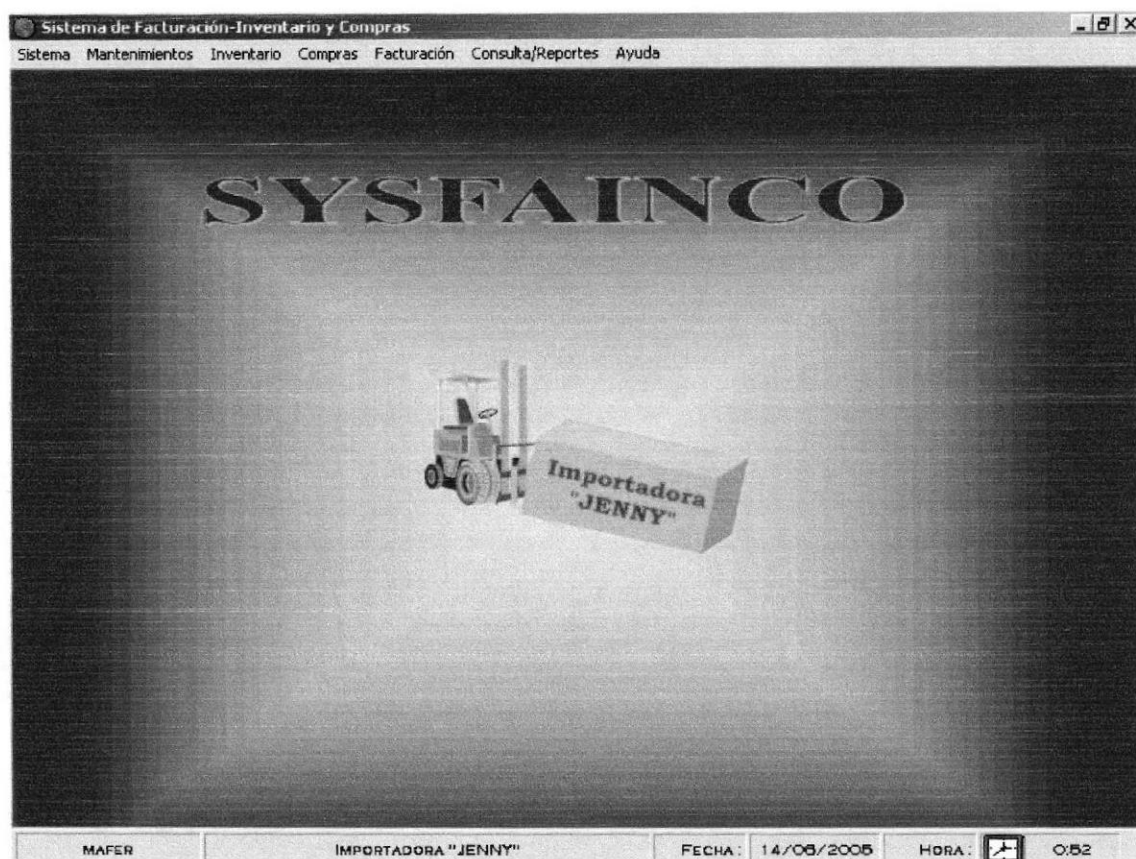 Sistema de Facturación-Inventario y Compras
Sistema Mantenimientos Inventario Compras Facturación Consulta/Reportes Ayuda
SYSFAINCO
Importadora
"JENNY"
MAFER IMPORTADORA "JENNY" FECHA: 14/05/2005 HORA: 0:52